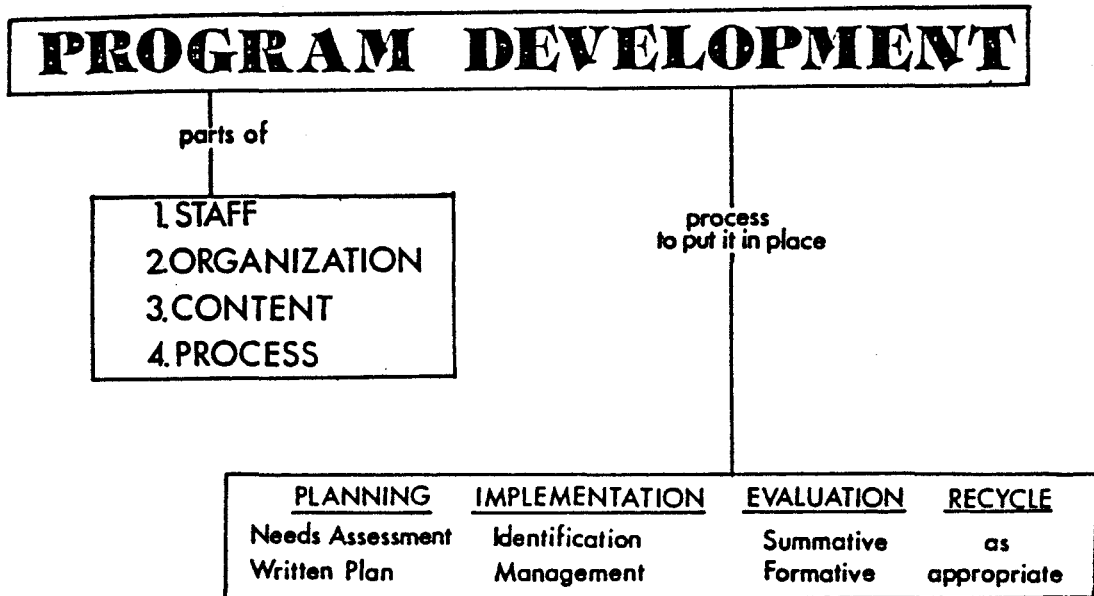 PROGRAM DEVELOPMENT
parts of
1. STAFF
2. ORGANIZATION
3. CONTENT
4. PROCESS
process
to put it in place
PLANNING IMPLEMENTATION EVALUATION RECYCLE
Needs Assessment Identification Summative as
Written Plan Management Formative appropriate